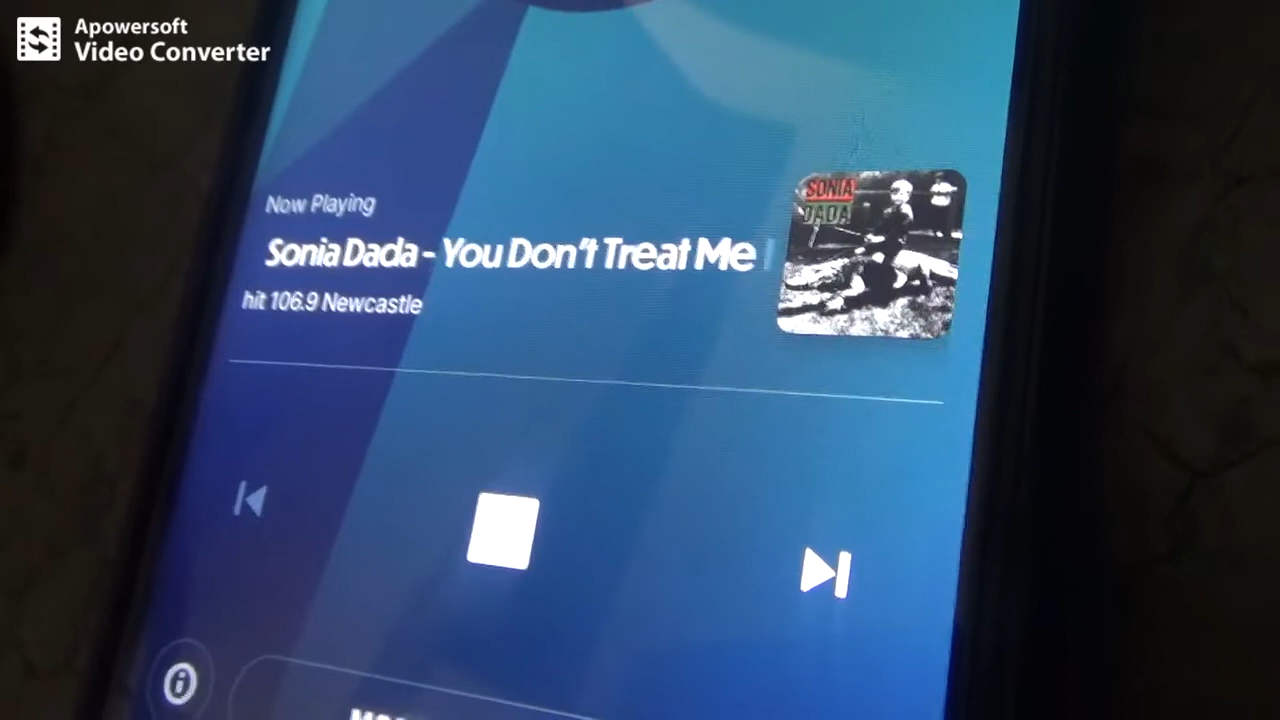 Apowersoft
Video Converter
Now Playing
Sonia Dada - You Don't Treat Me
hit 106.9 Newcastle
SONIA
DADA